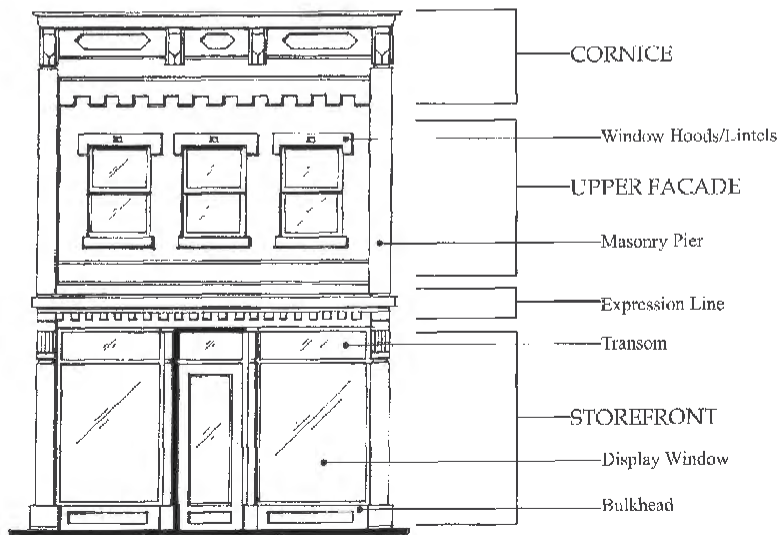 CORNICE
Window Hoods/Lintels
UPPER FACADE
Masonry Pier
Expression Line
Transom
STOREFRONT
Display Window
Bulkhead